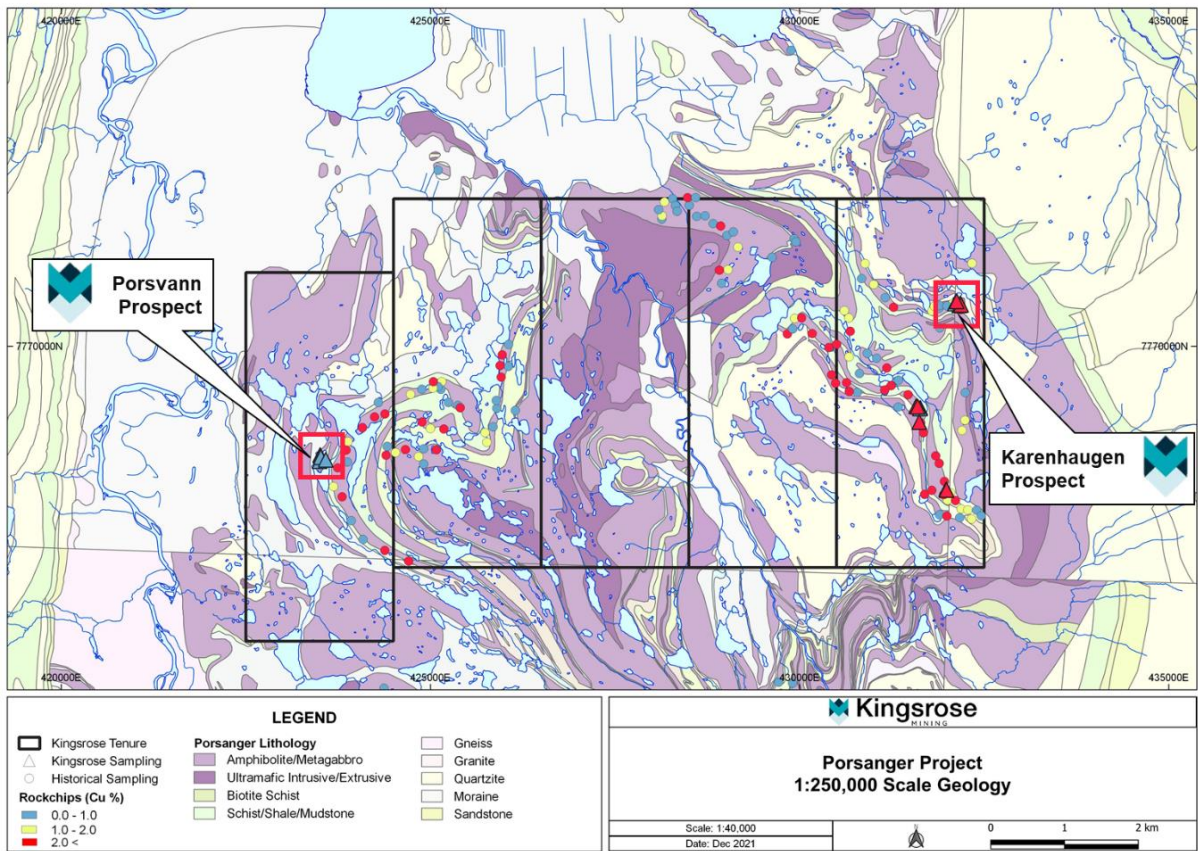 420000E
425000E
430000E
435000E
Porsvann
Prospect
7770000N
7770000N
Karenhaugen
Prospect
420000E
425000E
430000E
435000E
LEGEND
Kingsrose Tenure
Kingsrose Sampling
Historical Sampling
Rockchips (Cu %)
0.0 - 1.0
1.0 - 2.0
2.0 <
Porsanger Lithology
Amphibolite/Metagabbro
Ultramafic Intrusive/Extrusive
Biotite Schist
Schist/Shale/Mudstone
Gneiss
Granite
Quartzite
Moraine
Sandstone
Kingsrose
MINING
Porsanger Project
1:250,000 Scale Geology
Scale: 1:40,000
Date: Dec 2021
0 1 2 km